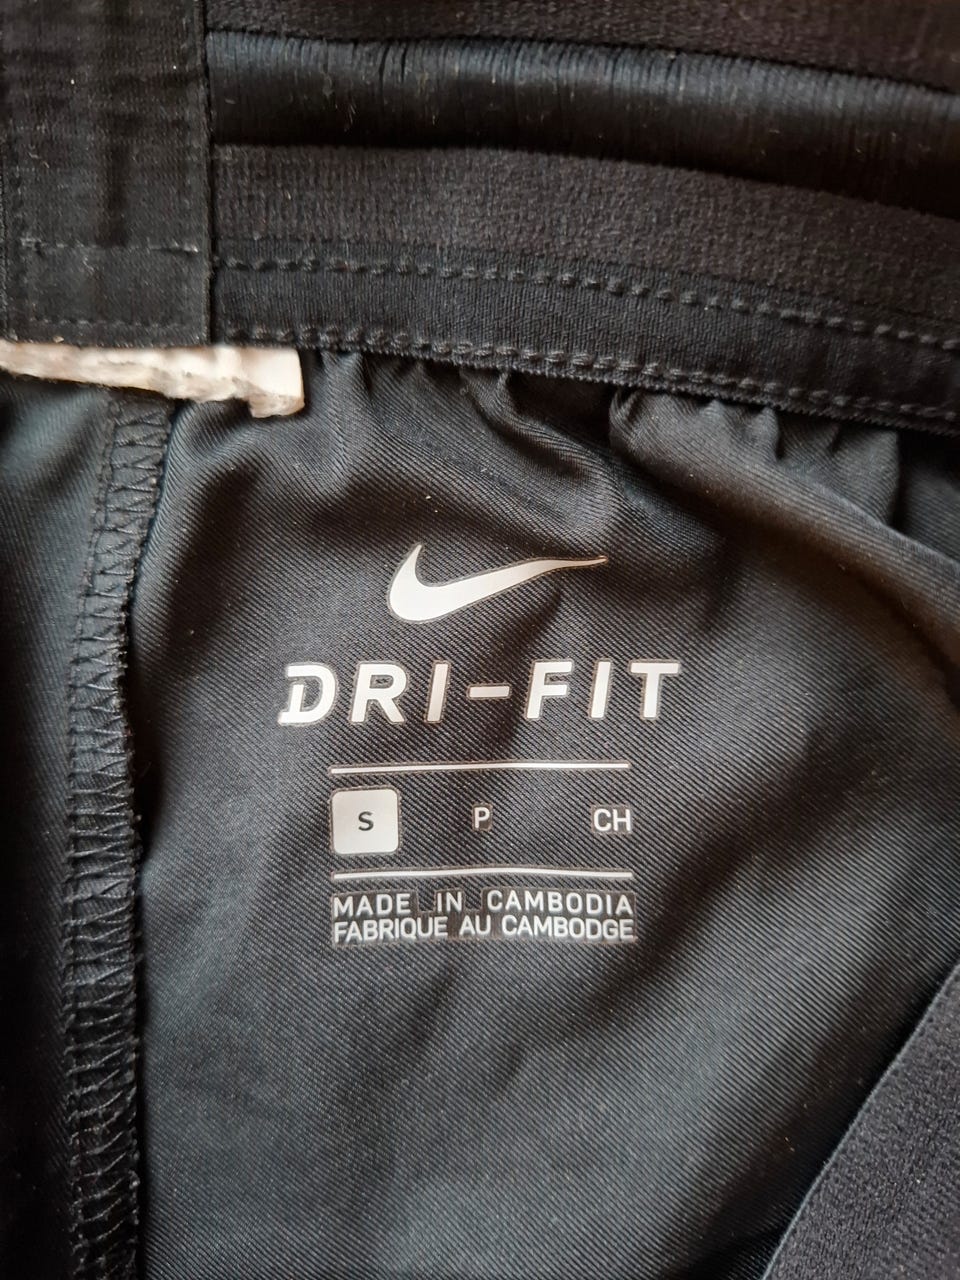 DRI-FIT
S P CH
MADE IN CAMBODIA
FABRIQUE AU CAMBODGE